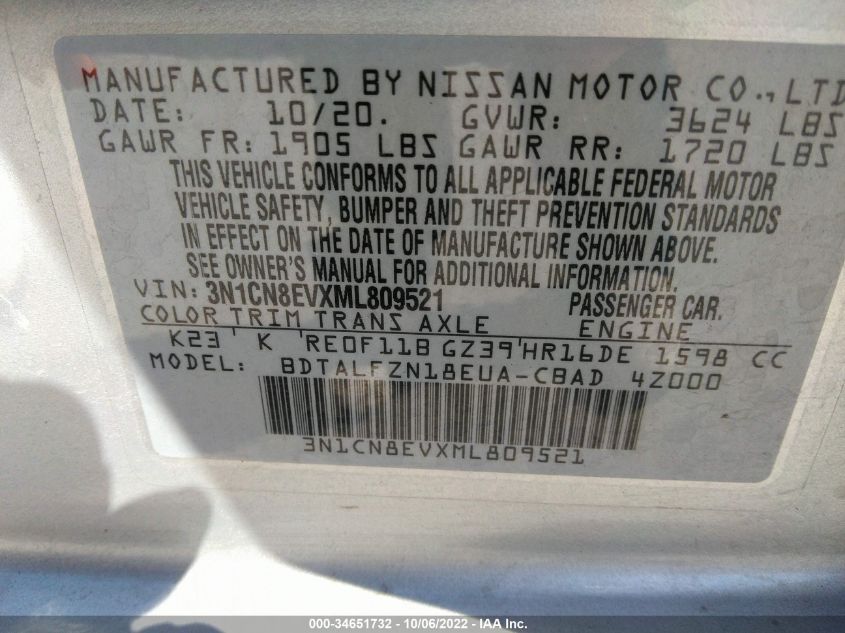 MANUFACTURED BY NISSAN MOTOR CO., LTD
DATE: 10/20. GVWR: 3624 LBS
GAWR FR: 1905 LBS GAWR RR: 1720 LBS
THIS VEHICLE CONFORMS TO ALL APPLICABLE FEDERAL MOTOR
VEHICLE SAFETY, BUMPER AND THEFT PREVENTION STANDARDS
IN EFFECT ON THE DATE OF MANUFACTURE SHOWN ABOVE.
SEE OWNER'S MANUAL FOR ADDITIONAL INFORMATION.
VIN: 3N1CN8EVXML809521 PASSENGER CAR.
COLOR TRIM TRANS AXLE ENGINE
K23 ' K 'RE0F11B GZ39'HR16DE 1598 CC
MODEL: BDTALFZN18EUA-CBAD 4Z000
3N1CN8EVXML809521
000-34651732 - 10/06/2022 - IAA Inc.